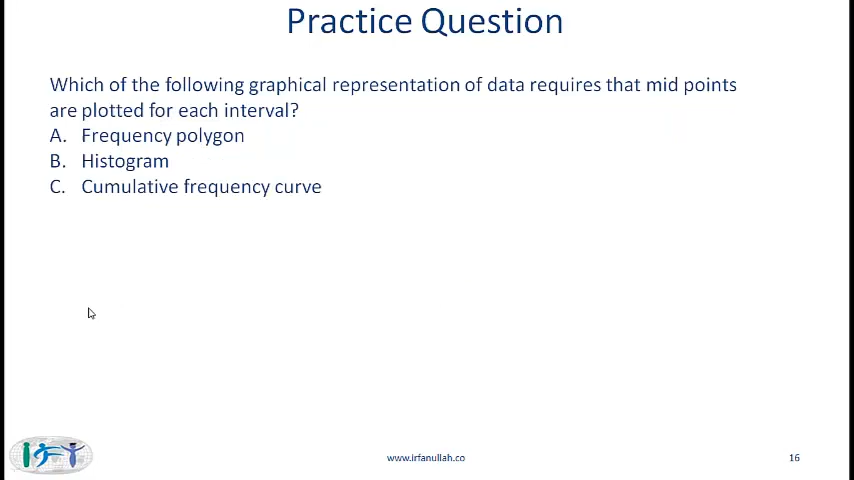 Practice Question
Which of the following graphical representation of data requires that mid points
are plotted for each interval?
A. Frequency polygon
B. Histogram
C. Cumulative frequency curve
www.irfanullah.co
16